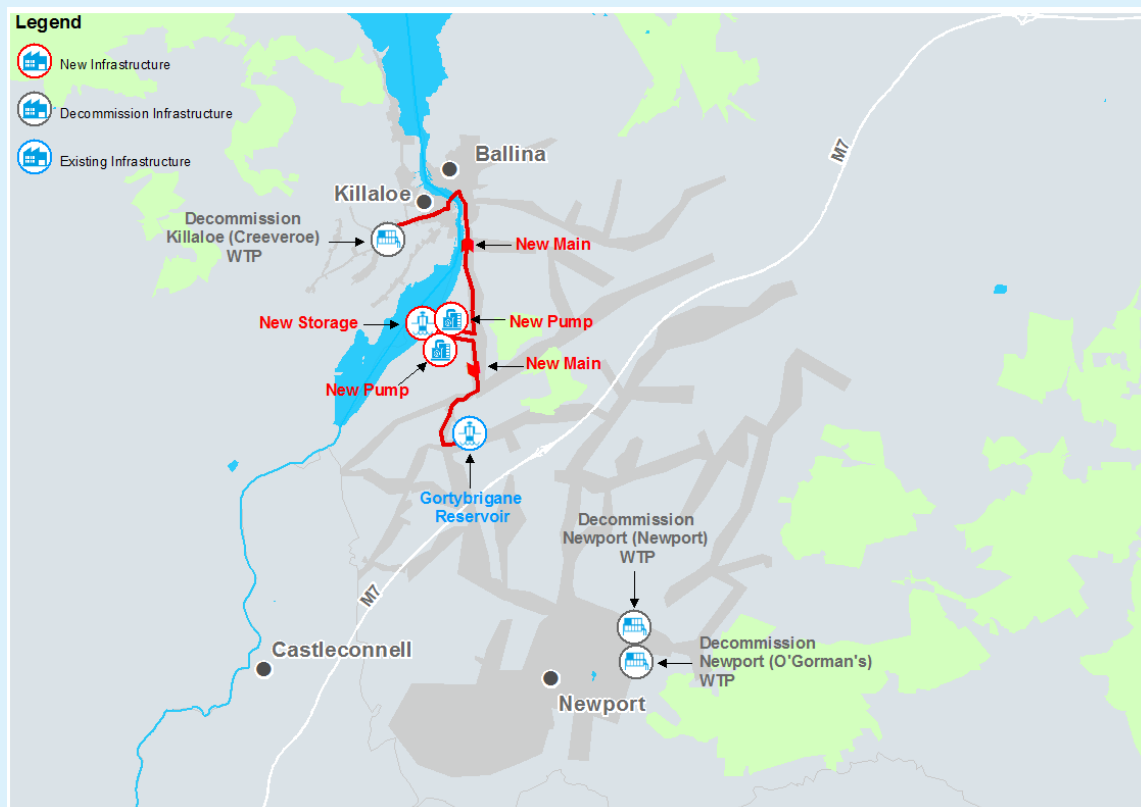 Legend
New Infrastructure
Decommission Infrastructure
Existing Infrastructure
Ballina
Killaloe
M7
Decommission
Killaloe (Creeveroe)
WTP
New Main
New Storage
New Pump
New Main
New Pump
Gortybrigane
Reservoir
Decommission
Newport (Newport)
WTP
M7
Castleconnell
Decommission
Newport (O'Gorman's)
WTP
Newport